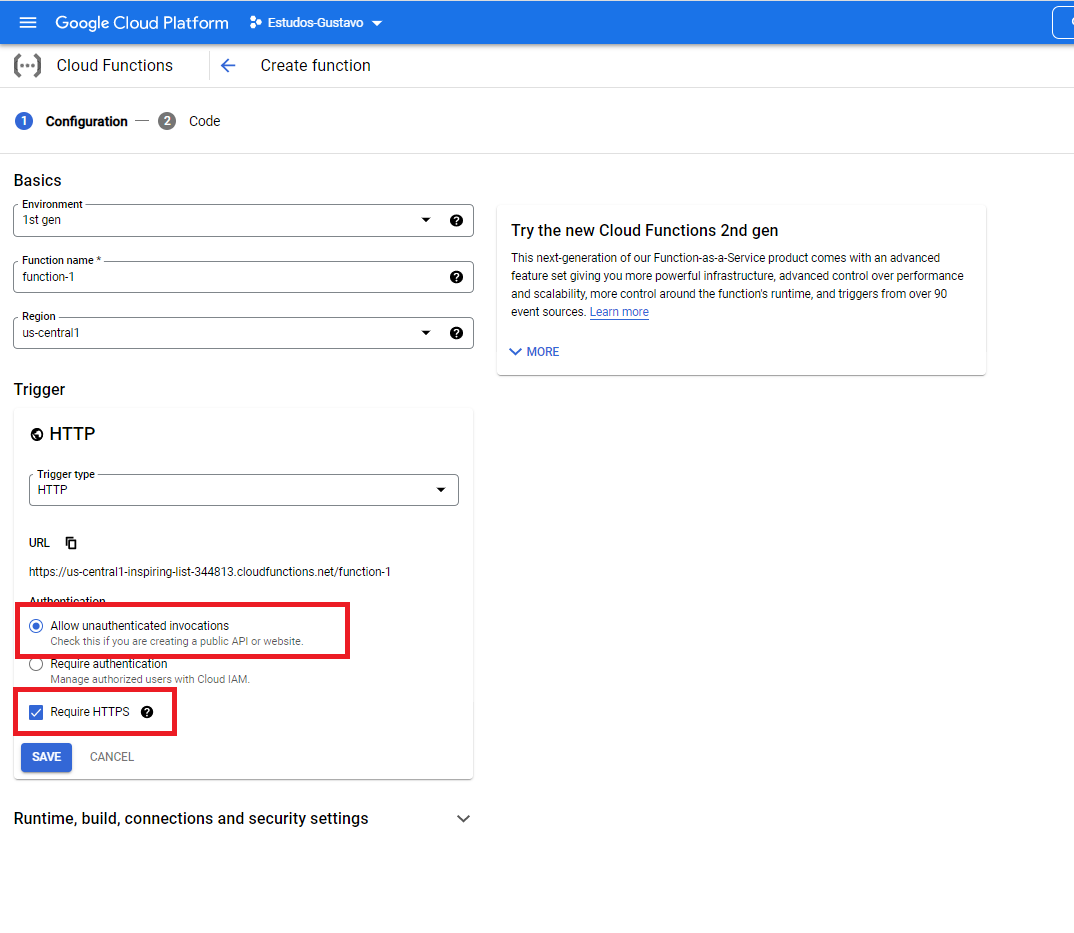 Google Cloud Platform Estudos-Gustavo
Cloud Functions Create function
1 Configuration — 2 Code
Basics
Environment
1st gen
Function name *
function-1
Region
us-central1
Try the new Cloud Functions 2nd gen
This next-generation of our Function-as-a-Service product comes with an advanced
feature set giving you more powerful infrastructure, advanced control over performance
and scalability, more control around the function's runtime, and triggers from over 90
event sources. Learn more
MORE
Trigger
HTTP
Trigger type
HTTP
URL
https://us-central1-inspiring-list-344813.cloudfunctions.net/function-1
Authentication
Allow unauthenticated invocations
Check this if you are creating a public API or website.
Require authentication
Manage authorized users with Cloud IAM.
Require HTTPS
SAVE CANCEL
Runtime, build, connections and security settings